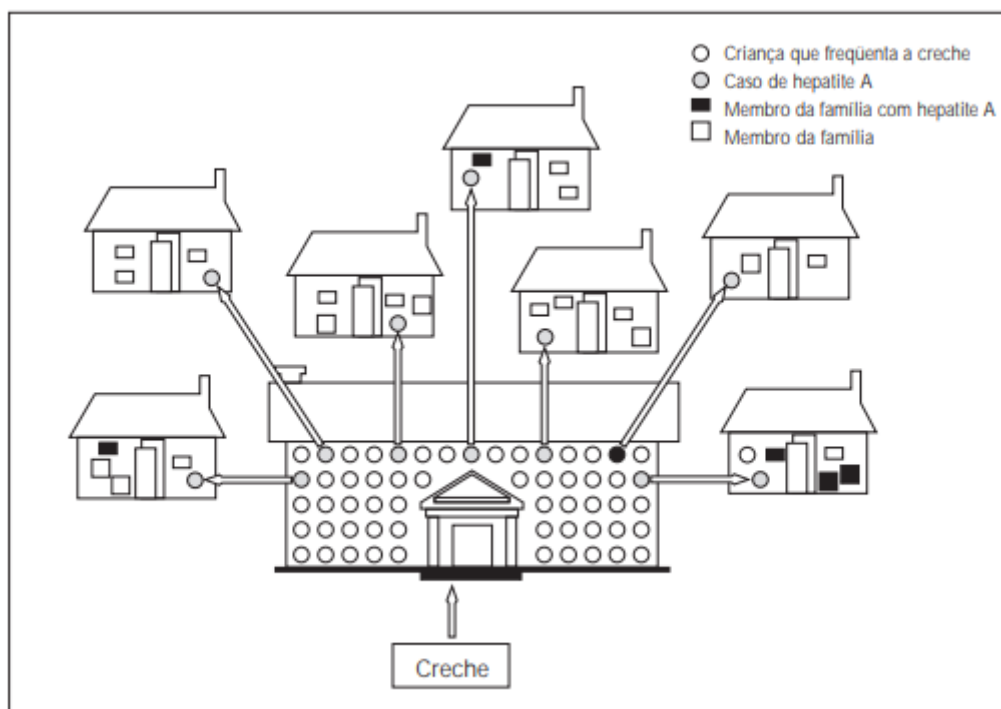 Criança que freqüenta a creche
Caso de hepatite A
Membro da família com hepatite A
Membro da família
Creche